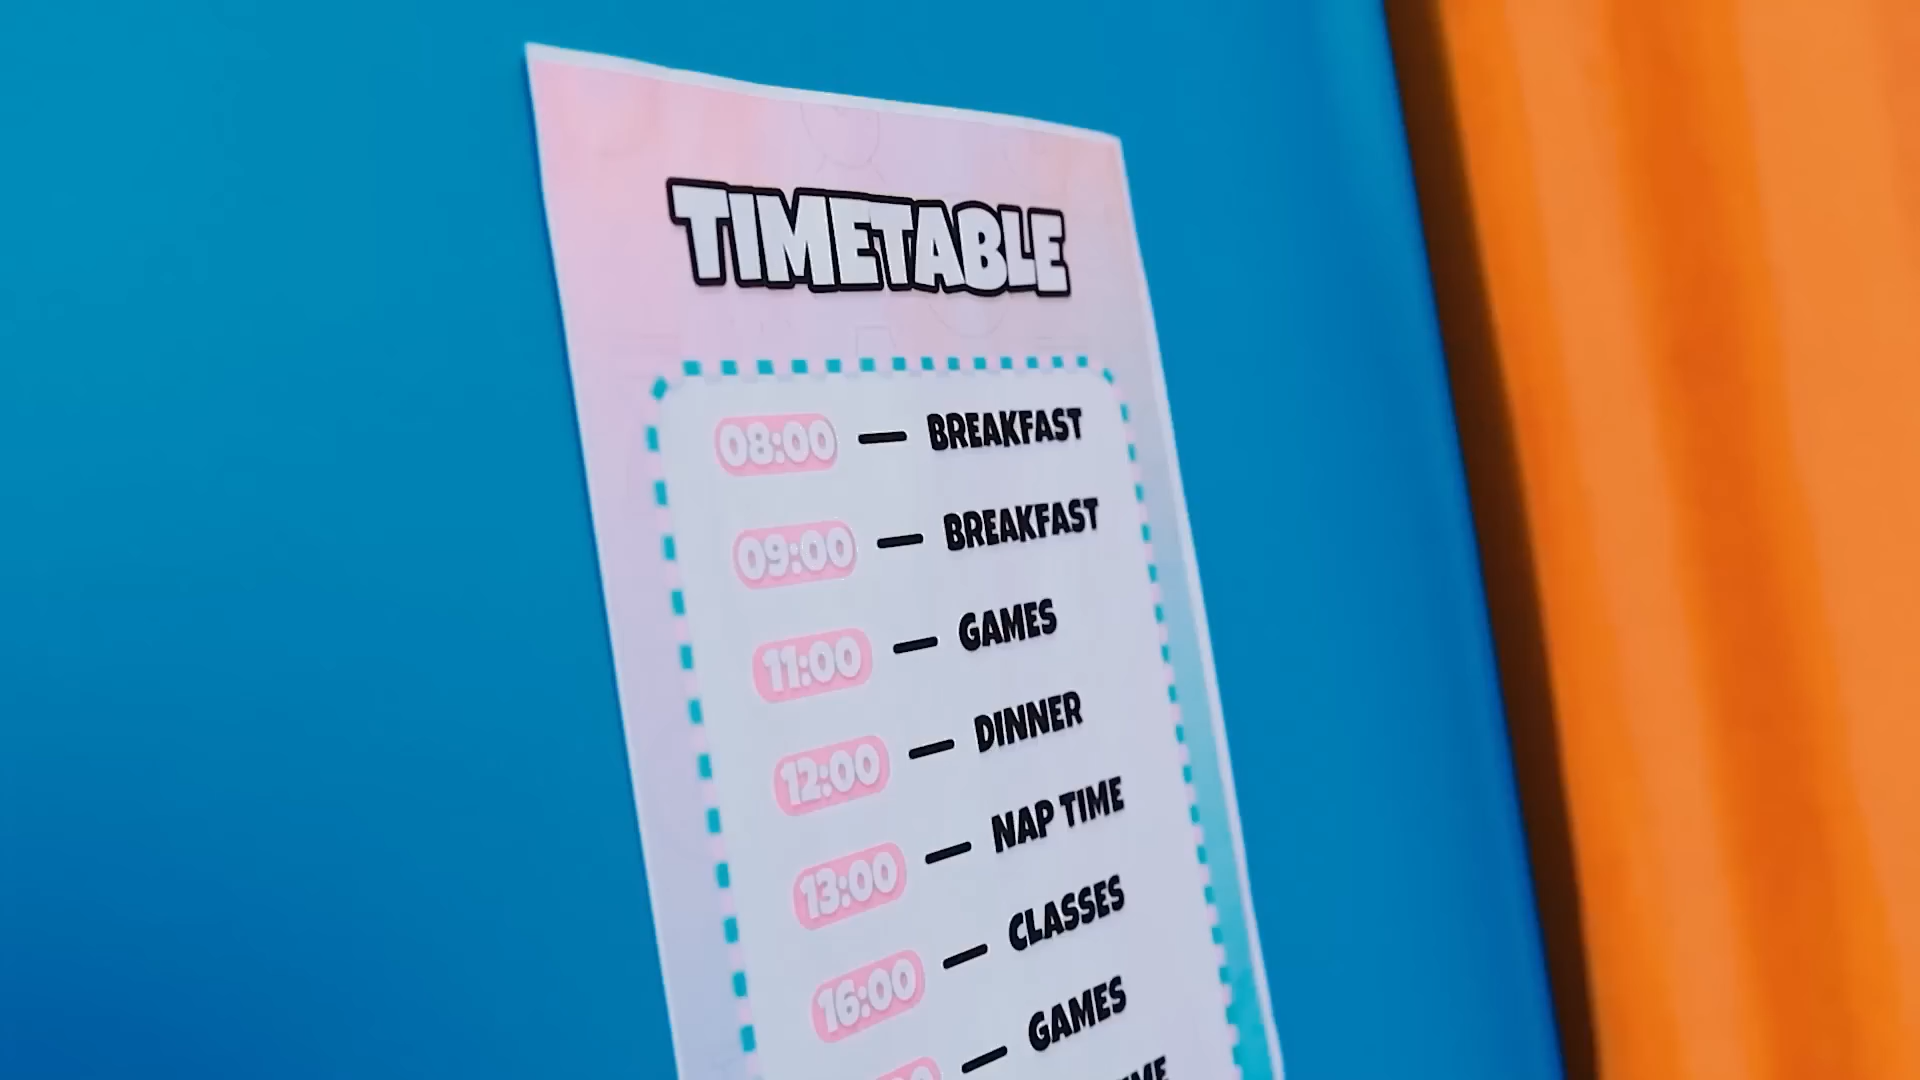 TIMETABLE
08:00 — BREAKFAST
09:00 — BREAKFAST
11:00 — GAMES
12:00 — DINNER
13:00 — NAP TIME
16:00 — CLASSES
— GAMES